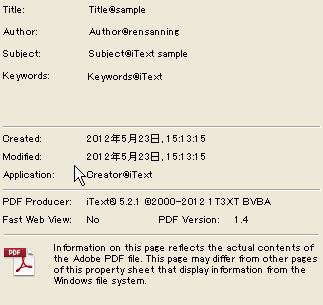 Title: Title@sample
Author: Author@rensanning
Subject: Subject@iText sample
Keywords: Keywords@iText
Created: 2012年5月23日, 15:13:15
Modified: 2012年5月23日, 15:13:15
Application: Creator@iText
PDF Producer: iText® 5.2.1 ©2000-2012 1T3XT BVBA
Fast Web View: No PDF Version: 1.4
PDF
Information on this page reflects the actual contents of
the Adobe PDF file. This page may differ from other pages
of this property sheet that display information from the
Windows file system.